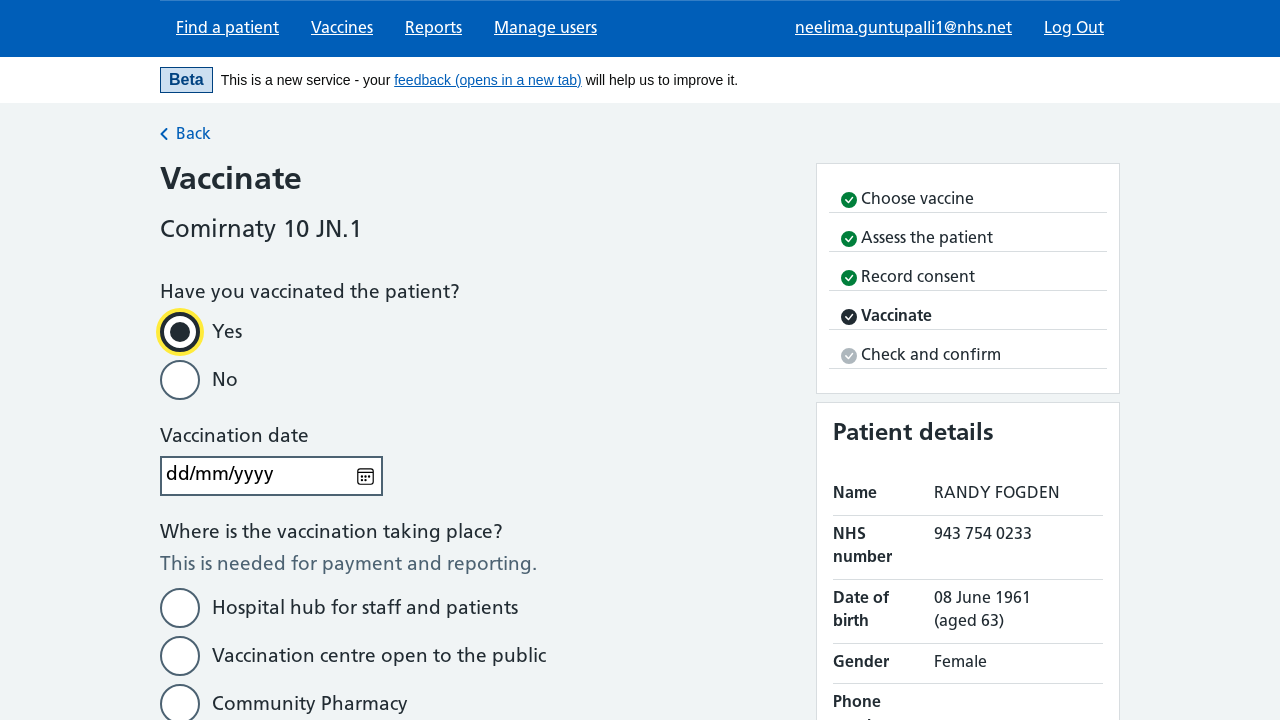 Find a patient
Vaccines
Reports
Manage users
neelima.guntupalli1@nhs.net
Log Out
Beta
This is a new service - your feedback (opens in a new tab) will help us to improve it.
Back
Vaccinate
Comirnaty 10 JN.1
Have you vaccinated the patient?
Yes
No
Vaccination date
dd/mm/yyyy
Where is the vaccination taking place?
This is needed for payment and reporting.
Hospital hub for staff and patients
Vaccination centre open to the public
Community Pharmacy
Choose vaccine
Assess the patient
Record consent
Vaccinate
Check and confirm
Patient details
Name RANDY FOGDEN
NHS number 943 754 0233
Date of birth 08 June 1961 (aged 63)
Gender Female
Phone